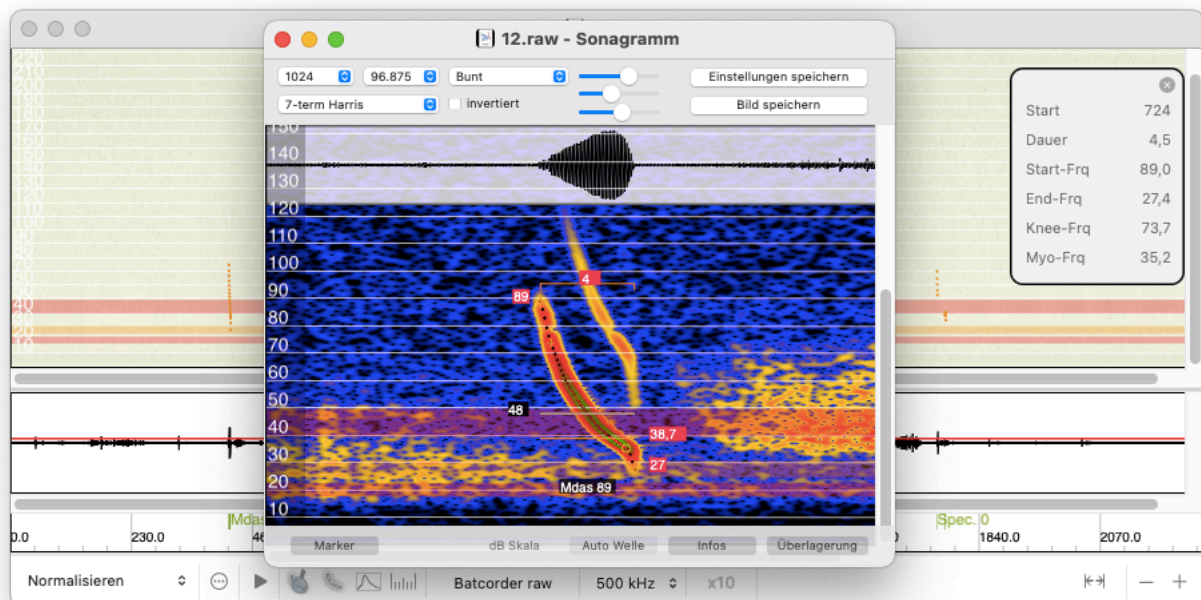 12.raw - Sonagramm
1024 96.875 Bunt Einstellungen speichern
7-term Harris invertiert Bild speichern
Start 724
Dauer 4,5
Start-Frq 89,0
End-Frq 27,4
Knee-Frq 73,7
Myo-Frq 35,2
150
140
130
120
110
100
90
80
70
60
50
40
30
20
10
4
89
48
38,7
27
Mdas 89
Mdas
Spec. 0
0.0 230.0 1840.0 2070.0
Marker dB Skala Auto Welle Infos Überlagerung
Normalisieren Batcorder raw 500 kHz x10